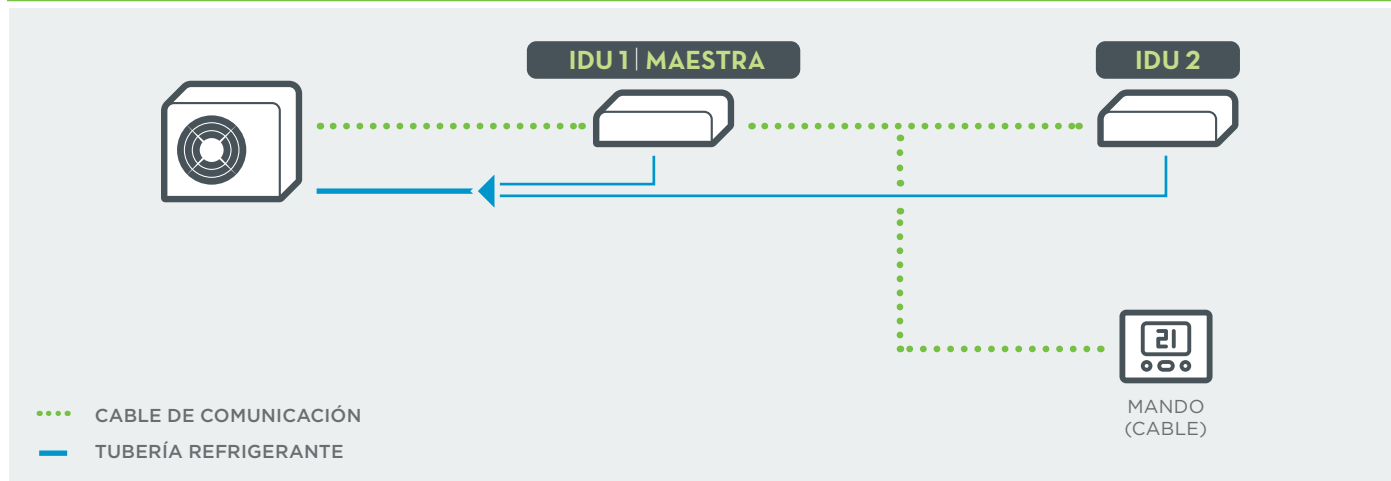 IDU 1 | MAESTRA
IDU 2
21
MANDO
(CABLE)
CABLE DE COMUNICACIÓN
TUBERÍA REFRIGERANTE